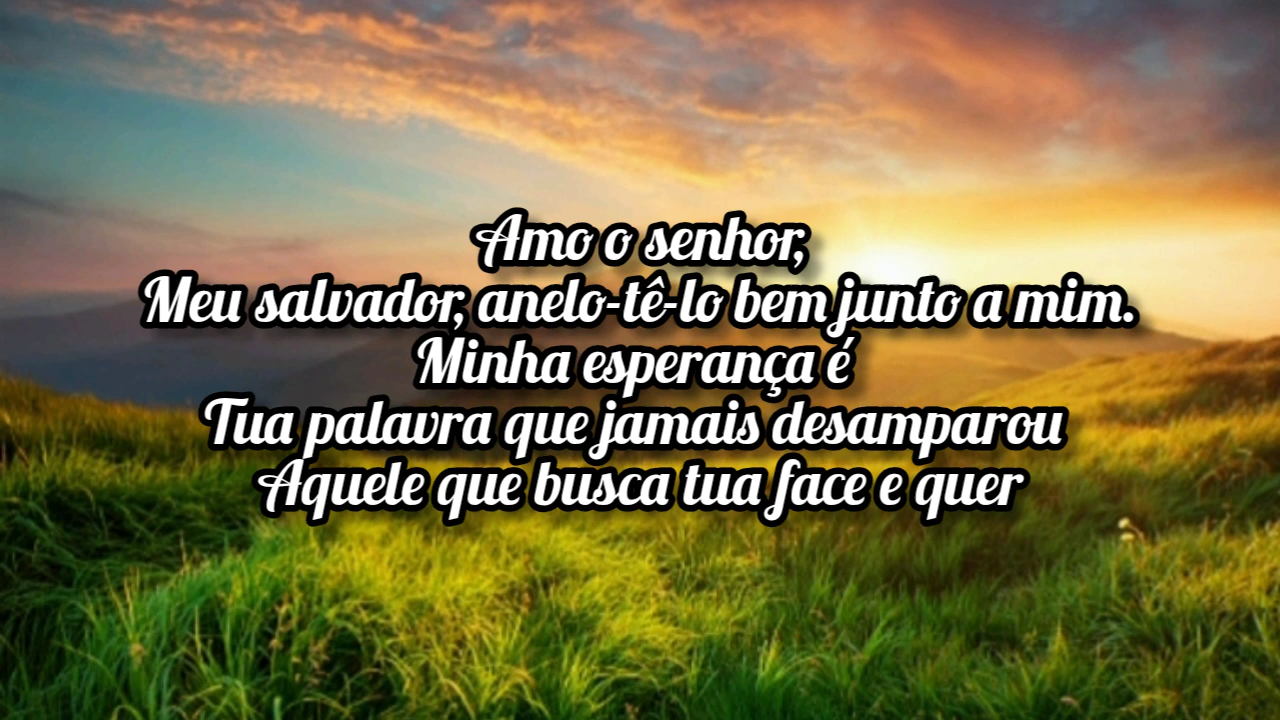 Amo o senhor,
Meu salvador, anelo-tê-lo bem junto a mim.
Minha esperança é
Tua palavra que jamais desamparou
Aquele que busca tua face e quer